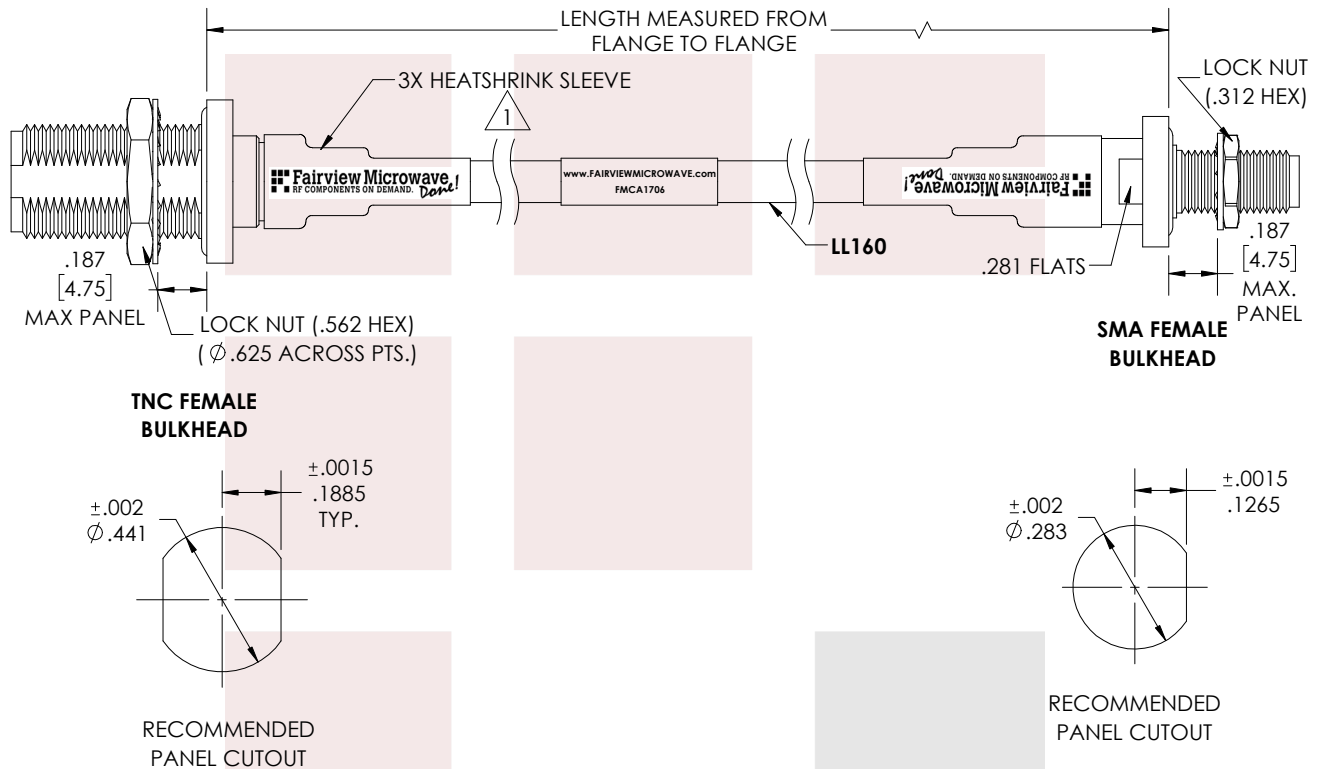 LENGTH MEASURED FROM
FLANGE TO FLANGE
3X HEATSHRINK SLEEVE
1
LOCK NUT
(.312 HEX)
Fairview Microwave
RF COMPONENTS ON DEMAND.
Done!
www.FAIRVIEWMICROWAVE.com
FMCA1706
Fairview Microwave
RF COMPONENTS ON DEMAND.
Done!
LL160
.281 FLATS
.187
[4.75]
MAX PANEL
LOCK NUT (.562 HEX)
(∅.625 ACROSS PTS.)
.187
[4.75]
MAX.
PANEL
SMA FEMALE
BULKHEAD
TNC FEMALE
BULKHEAD
±.002
∅.441
±.0015
.1885
TYP.
RECOMMENDED
PANEL CUTOUT
±.002
∅.283
±.0015
.1265
RECOMMENDED
PANEL CUTOUT